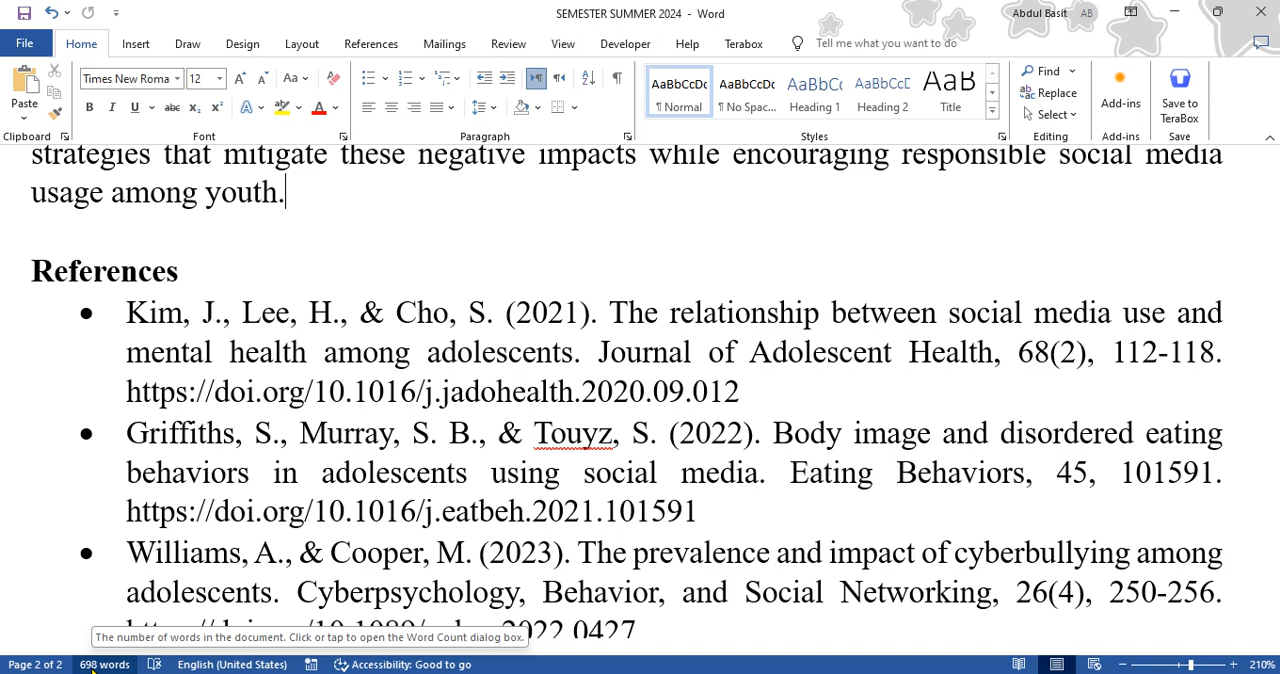 SEMESTER SUMMER 2024 - Word
Abdul Basit AB
File Home Insert Draw Design Layout References Mailings Review View Developer Help Terabox Tell me what you want to do
Paste
Clipboard
Times New Roma 12
Aa
B I U abc x₂ x² A A
Font
Paragraph
AaBbCcDc AaBbCcDc AaBbCc AaBbCcD AaB
¶ Normal ¶ No Spac... Heading 1 Heading 2 Title
Styles
Find
Replace
Select
Editing
Add-ins
Add-ins
Save to
TeraBox
Save
strategies that mitigate these negative impacts while encouraging responsible social media
usage among youth.
References
• Kim, J., Lee, H., & Cho, S. (2021). The relationship between social media use and
mental health among adolescents. Journal of Adolescent Health, 68(2), 112-118.
https://doi.org/10.1016/j.jadohealth.2020.09.012
• Griffiths, S., Murray, S. B., & Touyz, S. (2022). Body image and disordered eating
behaviors in adolescents using social media. Eating Behaviors, 45, 101591.
https://doi.org/10.1016/j.eatbeh.2021.101591
• Williams, A., & Cooper, M. (2023). The prevalence and impact of cyberbullying among
adolescents. Cyberpsychology, Behavior, and Social Networking, 26(4), 250-256.
The number of words in the document. Click or tap to open the Word Count dialog box.
Page 2 of 2 698 words English (United States) Accessibility: Good to go 210%